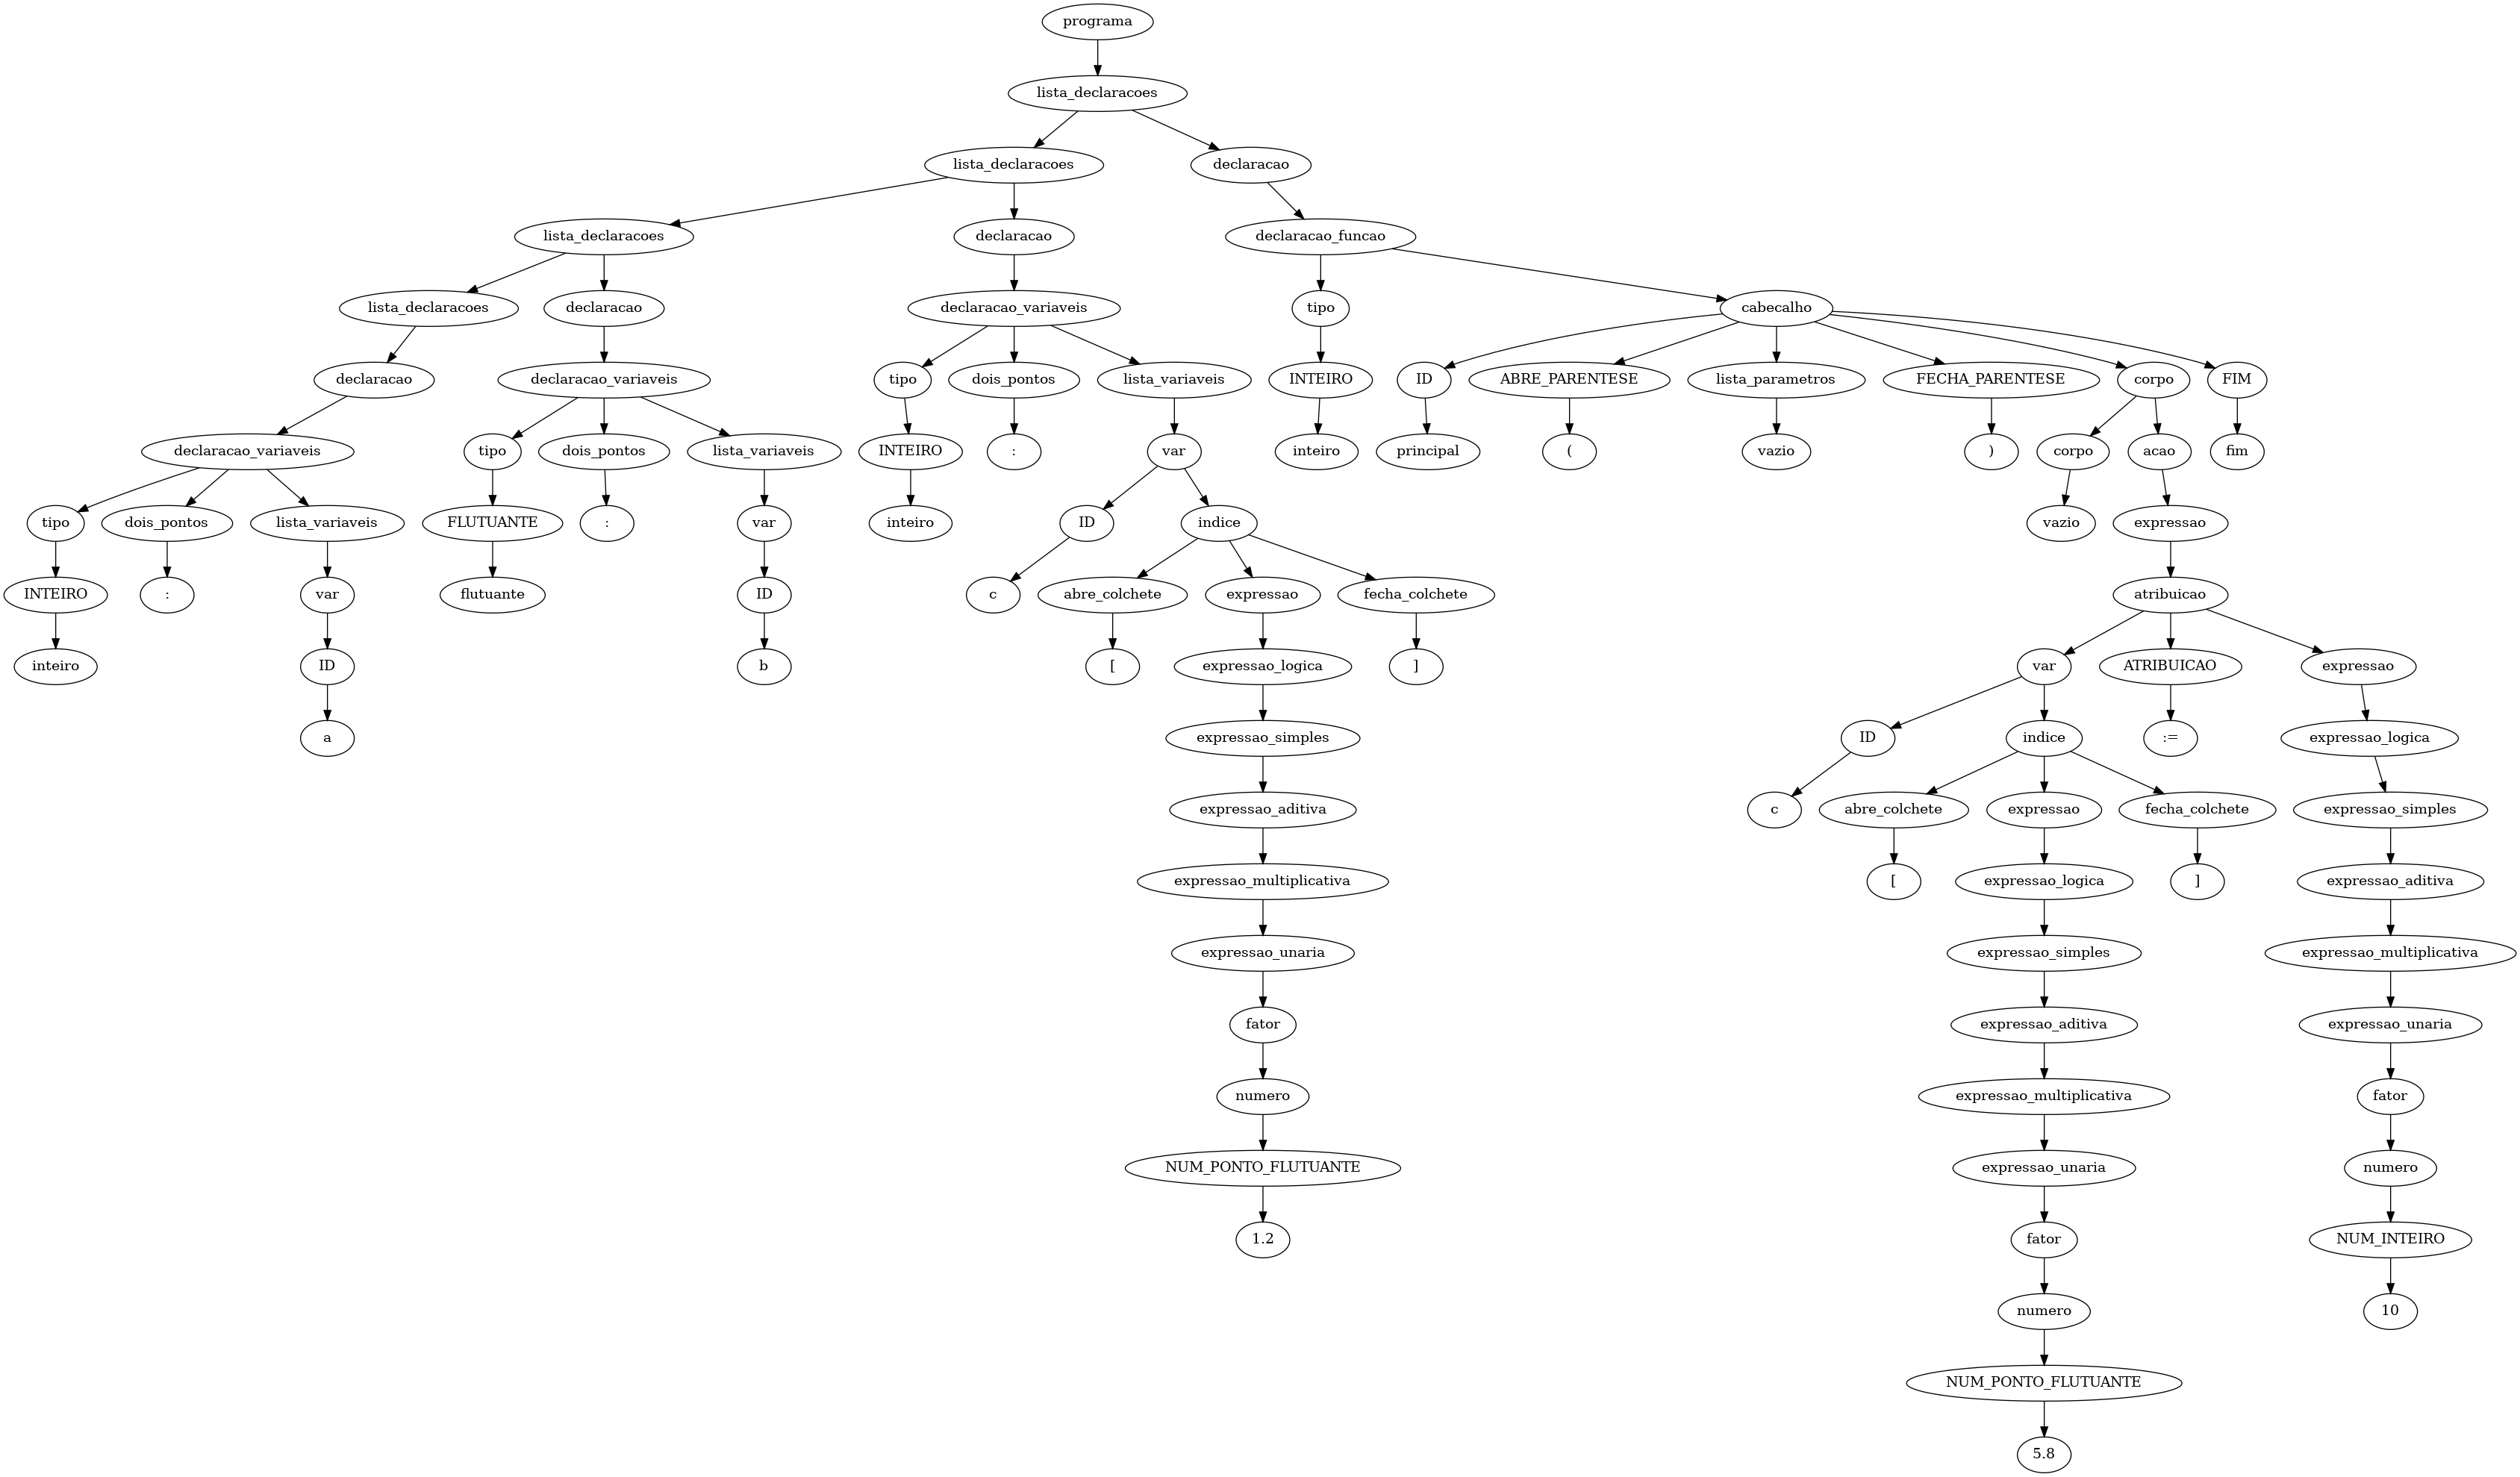 programa
lista_declaracoes
lista_declaracoes declaracao
lista_declaracoes declaracao declaracao_funcao
lista_declaracoes declaracao declaracao_variaveis tipo cabecalho
declaracao declaracao_variaveis tipo dois_pontos lista_variaveis INTEIRO ID ABRE_PARENTESE lista_parametros FECHA_PARENTESE corpo FIM
declaracao_variaveis tipo dois_pontos lista_variaveis INTEIRO : var inteiro principal ( vazio ) corpo acao fim
tipo dois_pontos lista_variaveis FLUTUANTE : var inteiro ID indice vazio expressao
INTEIRO : var flutuante ID c abre_colchete expressao fecha_colchete atribuicao
inteiro ID b [ expressao_logica ] var ATRIBUICAO expressao
a expressao_simples ID indice := expressao_logica
expressao_aditiva c abre_colchete expressao fecha_colchete expressao_simples
expressao_multiplicativa [ expressao_logica ] expressao_aditiva
expressao_unaria expressao_simples expressao_multiplicativa
fator expressao_aditiva expressao_unaria
numero expressao_multiplicativa fator
NUM_PONTO_FLUTUANTE expressao_unaria numero
1.2 fator NUM_INTEIRO
numero 10
NUM_PONTO_FLUTUANTE
5.8